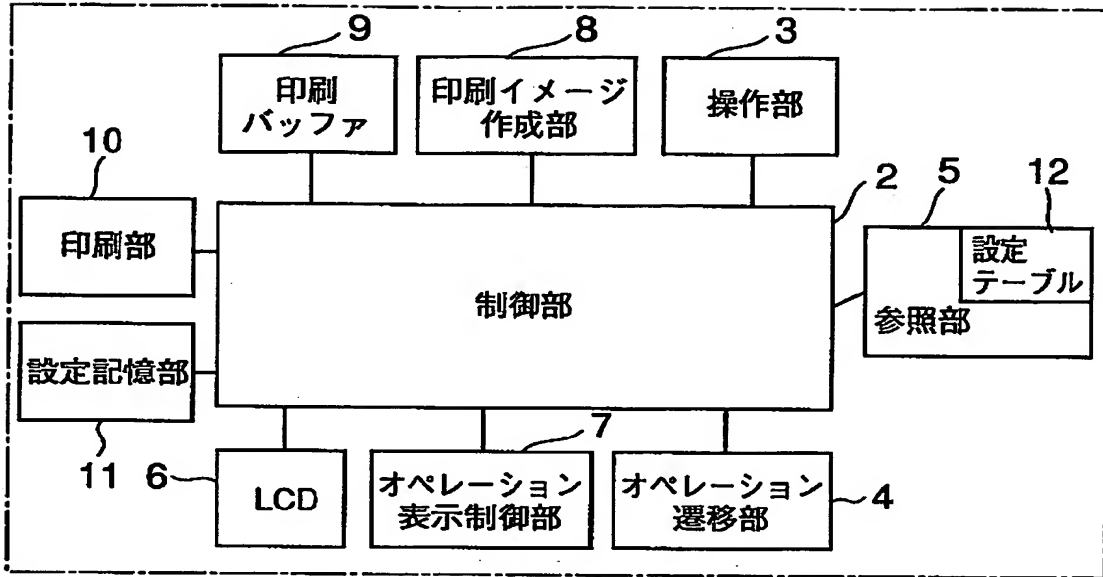 9
8
3
印刷
バッファ
印刷イメージ
作成部
操作部
10
2
5
12
印刷部
設定
テーブル
制御部
参照部
設定記憶部
11
6
LCD
7
オペレーション
表示制御部
オペレーション
遷移部
4